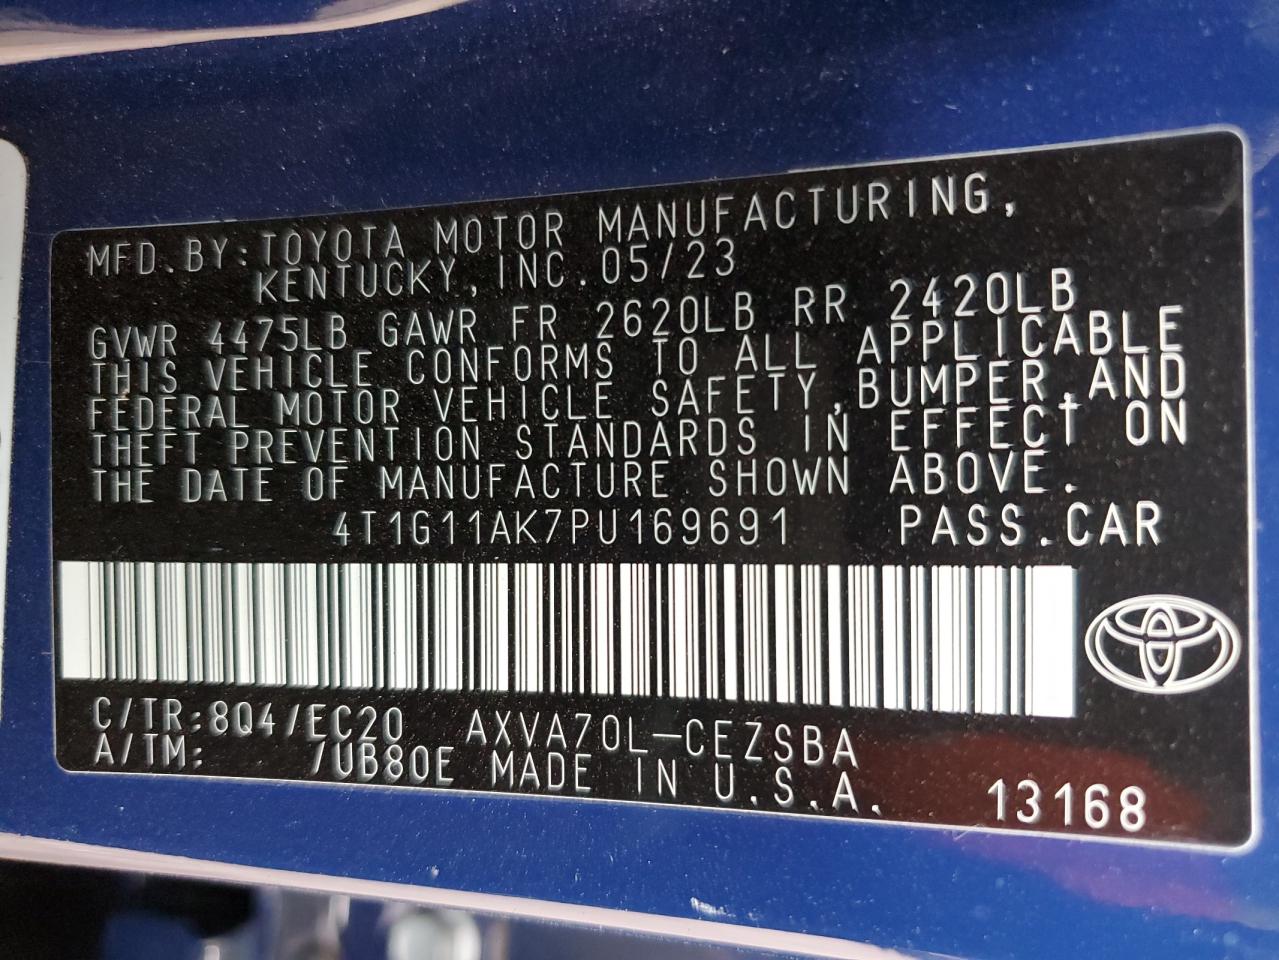 MFD.BY:TOYOTA MOTOR MANUFACTURING,
KENTUCKY,INC.05/23
GVWR 4475LB GAWR FR 2620LB RR 2420LB
THIS VEHICLE CONFORMS TO ALL APPLICABLE
FEDERAL MOTOR VEHICLE SAFETY,BUMPER,AND
THEFT PREVENTION STANDARDS IN EFFECT ON
THE DATE OF MANUFACTURE SHOWN ABOVE.
4T1G11AK7PU169691 PASS.CAR
C/TR:8Q4/EC20 AXVA70L-CEZSBA
A/TM: /UB80E MADE IN U.S.A. 13168